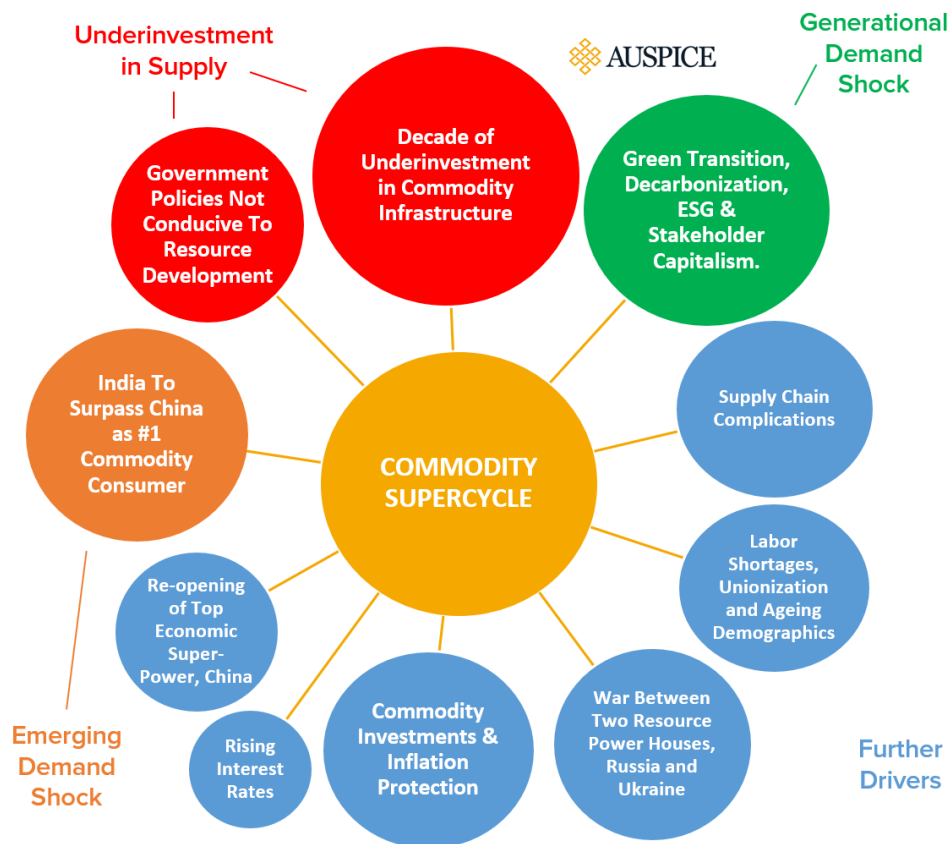 Underinvestment
in Supply
AUSPICE
Generational
Demand
Shock
Decade of
Underinvestment
in Commodity
Infrastructure
Government
Policies Not
Conducive To
Resource
Development
Green Transition,
Decarbonization,
ESG &
Stakeholder
Capitalism.
India To
Surpass China
as #1
Commodity
Consumer
COMMODITY
SUPERCYCLE
Supply Chain
Complications
Labor
Shortages,
Unionization
and Ageing
Demographics
Re-opening
of Top
Economic
Super-
Power, China
Rising
Interest
Rates
Commodity
Investments &
Inflation
Protection
War Between
Two Resource
Power Houses,
Russia and
Ukraine
Emerging
Demand
Shock
Further
Drivers